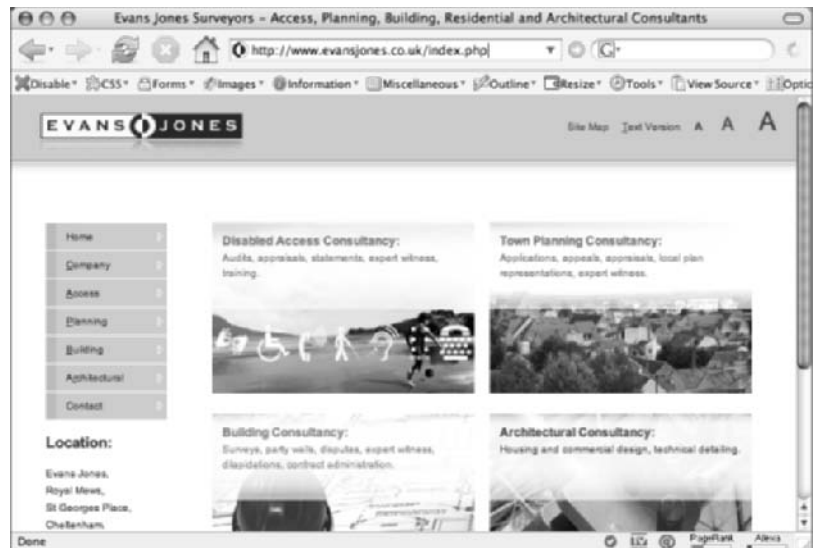 Evans Jones Surveyors – Access, Planning, Building, Residential and Architectural Consultants
http://www.evansjones.co.uk/index.php
G
Disable CSS Forms Images Information Miscellaneous Outline Resize Tools View Source Optio
EVANS JONES
Site Map Text Version A A A
Home
Company
Access
Planning
Building
Architectural
Contact
Location:
Evans Jones,
Royal Mews,
St Georges Place,
Cheltenham.
Disabled Access Consultancy:
Audits, appraisals, statements, expert witness,
training.
Town Planning Consultancy:
Applications, appeals, appraisals, local plan
representations, expert witness.
Building Consultancy:
Surveys, party walls, disputes, expert witness,
dilapidations, contract administration.
Architectural Consultancy:
Housing and commercial design, technical detailing.
Done
PageRank Alexa